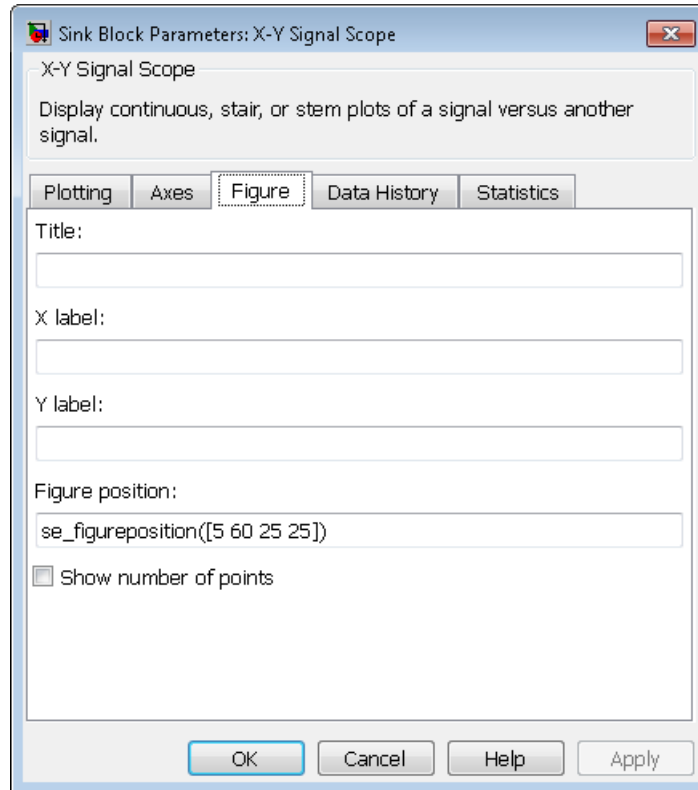 Sink Block Parameters: X-Y Signal Scope
X-Y Signal Scope
Display continuous, stair, or stem plots of a signal versus another
signal.
Plotting Axes Figure Data History Statistics
Title:
X label:
Y label:
Figure position:
se_figureposition([5 60 25 25])
Show number of points
OK Cancel Help Apply